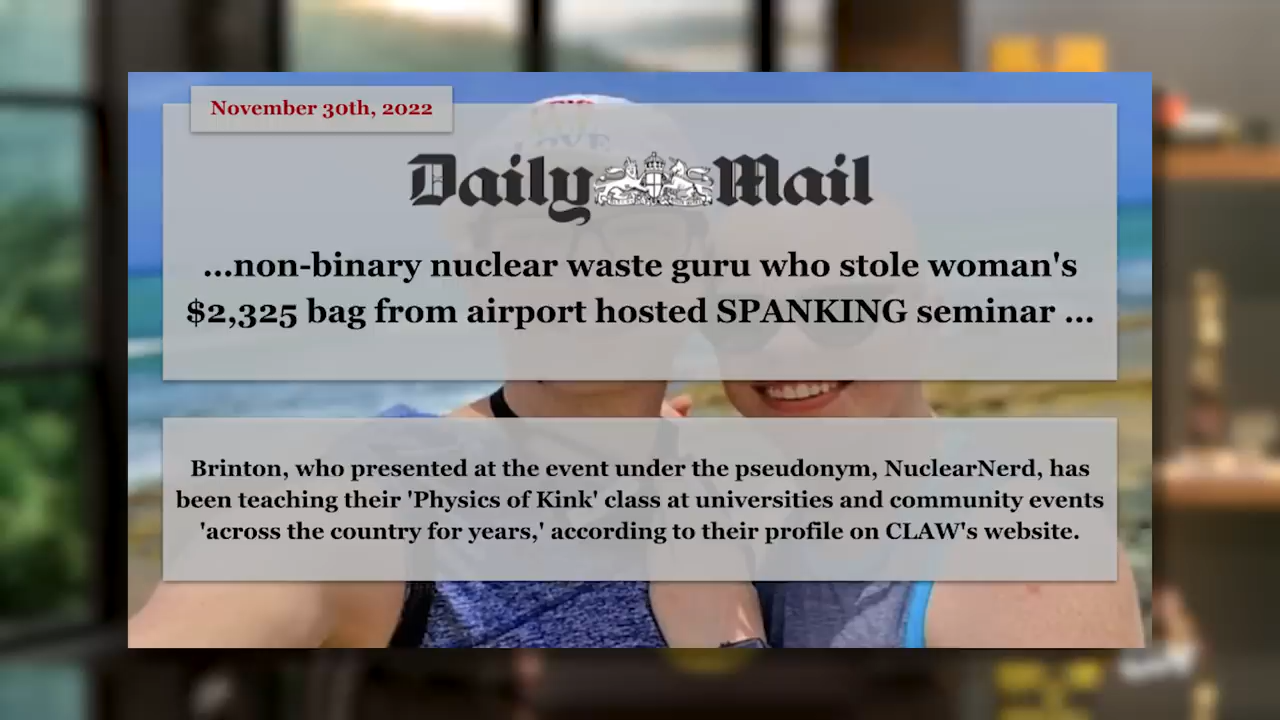 November 30th, 2022
Daily Mail
...non-binary nuclear waste guru who stole woman's
$2,325 bag from airport hosted SPANKING seminar ...
Brinton, who presented at the event under the pseudonym, NuclearNerd, has
been teaching their 'Physics of Kink' class at universities and community events
'across the country for years,' according to their profile on CLAW's website.